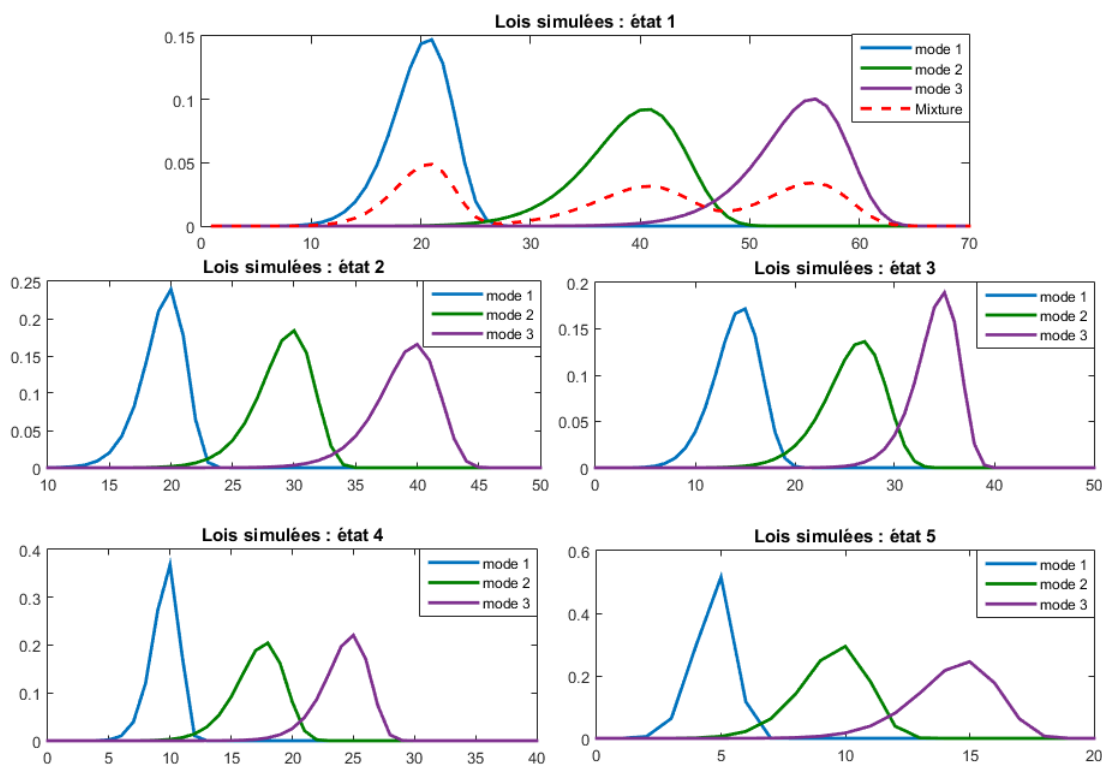 Lois simulées : état 1
0.15
0.1
0.05
0
0 10 20 30 40 50 60 70
mode 1
mode 2
mode 3
Mixture
Lois simulées : état 2
0.25
0.2
0.15
0.1
0.05
0
10 15 20 25 30 35 40 45 50
mode 1
mode 2
mode 3
Lois simulées : état 3
0.2
0.15
0.1
0.05
0
0 10 20 30 40 50
mode 1
mode 2
mode 3
Lois simulées : état 4
0.4
0.3
0.2
0.1
0
0 5 10 15 20 25 30 35 40
mode 1
mode 2
mode 3
Lois simulées : état 5
0.6
0.4
0.2
0
0 5 10 15 20
mode 1
mode 2
mode 3